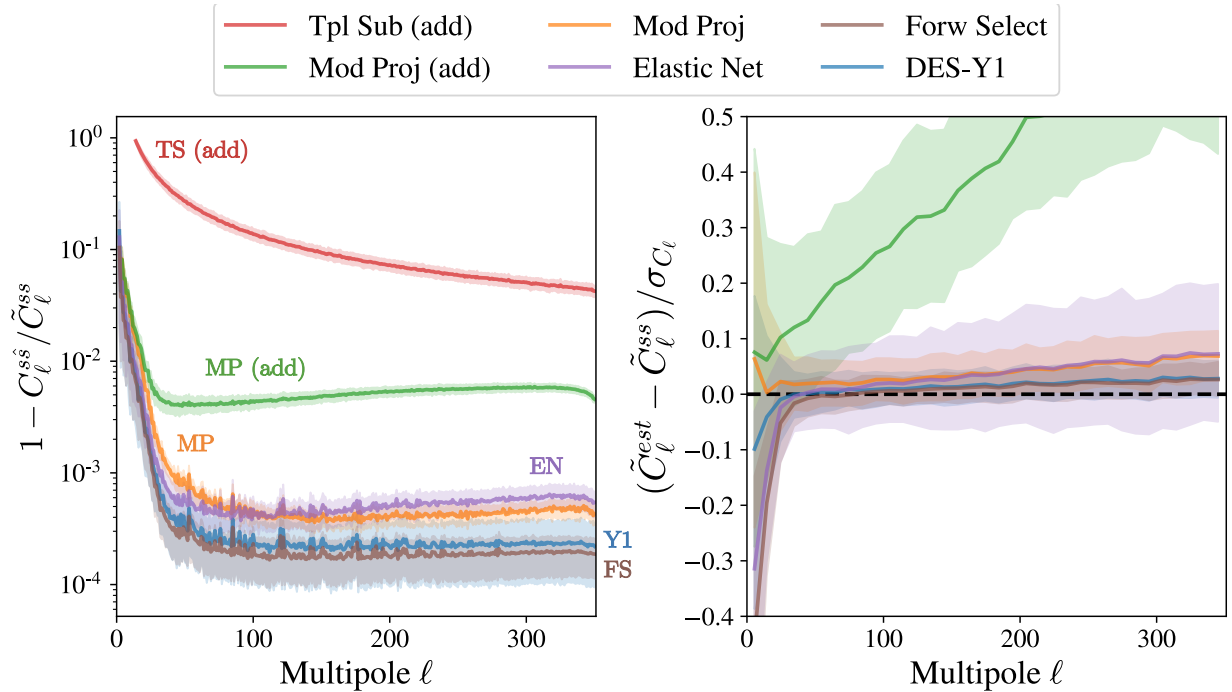 Tpl Sub (add) Mod Proj Forw Select
Mod Proj (add) Elastic Net DES-Y1
TS (add)
MP (add)
MP
EN
Y1
FS
10⁰
10⁻¹
10⁻²
10⁻³
10⁻⁴
1 − C_ℓ^{sŝ}/C̃_ℓ^{ss}
0 100 200 300
Multipole ℓ
0.5
0.4
0.3
0.2
0.1
0.0
−0.1
−0.2
−0.3
−0.4
(C̃_ℓ^{est} − C̃_ℓ^{ss})/σ_{C_ℓ}
0 100 200 300
Multipole ℓ